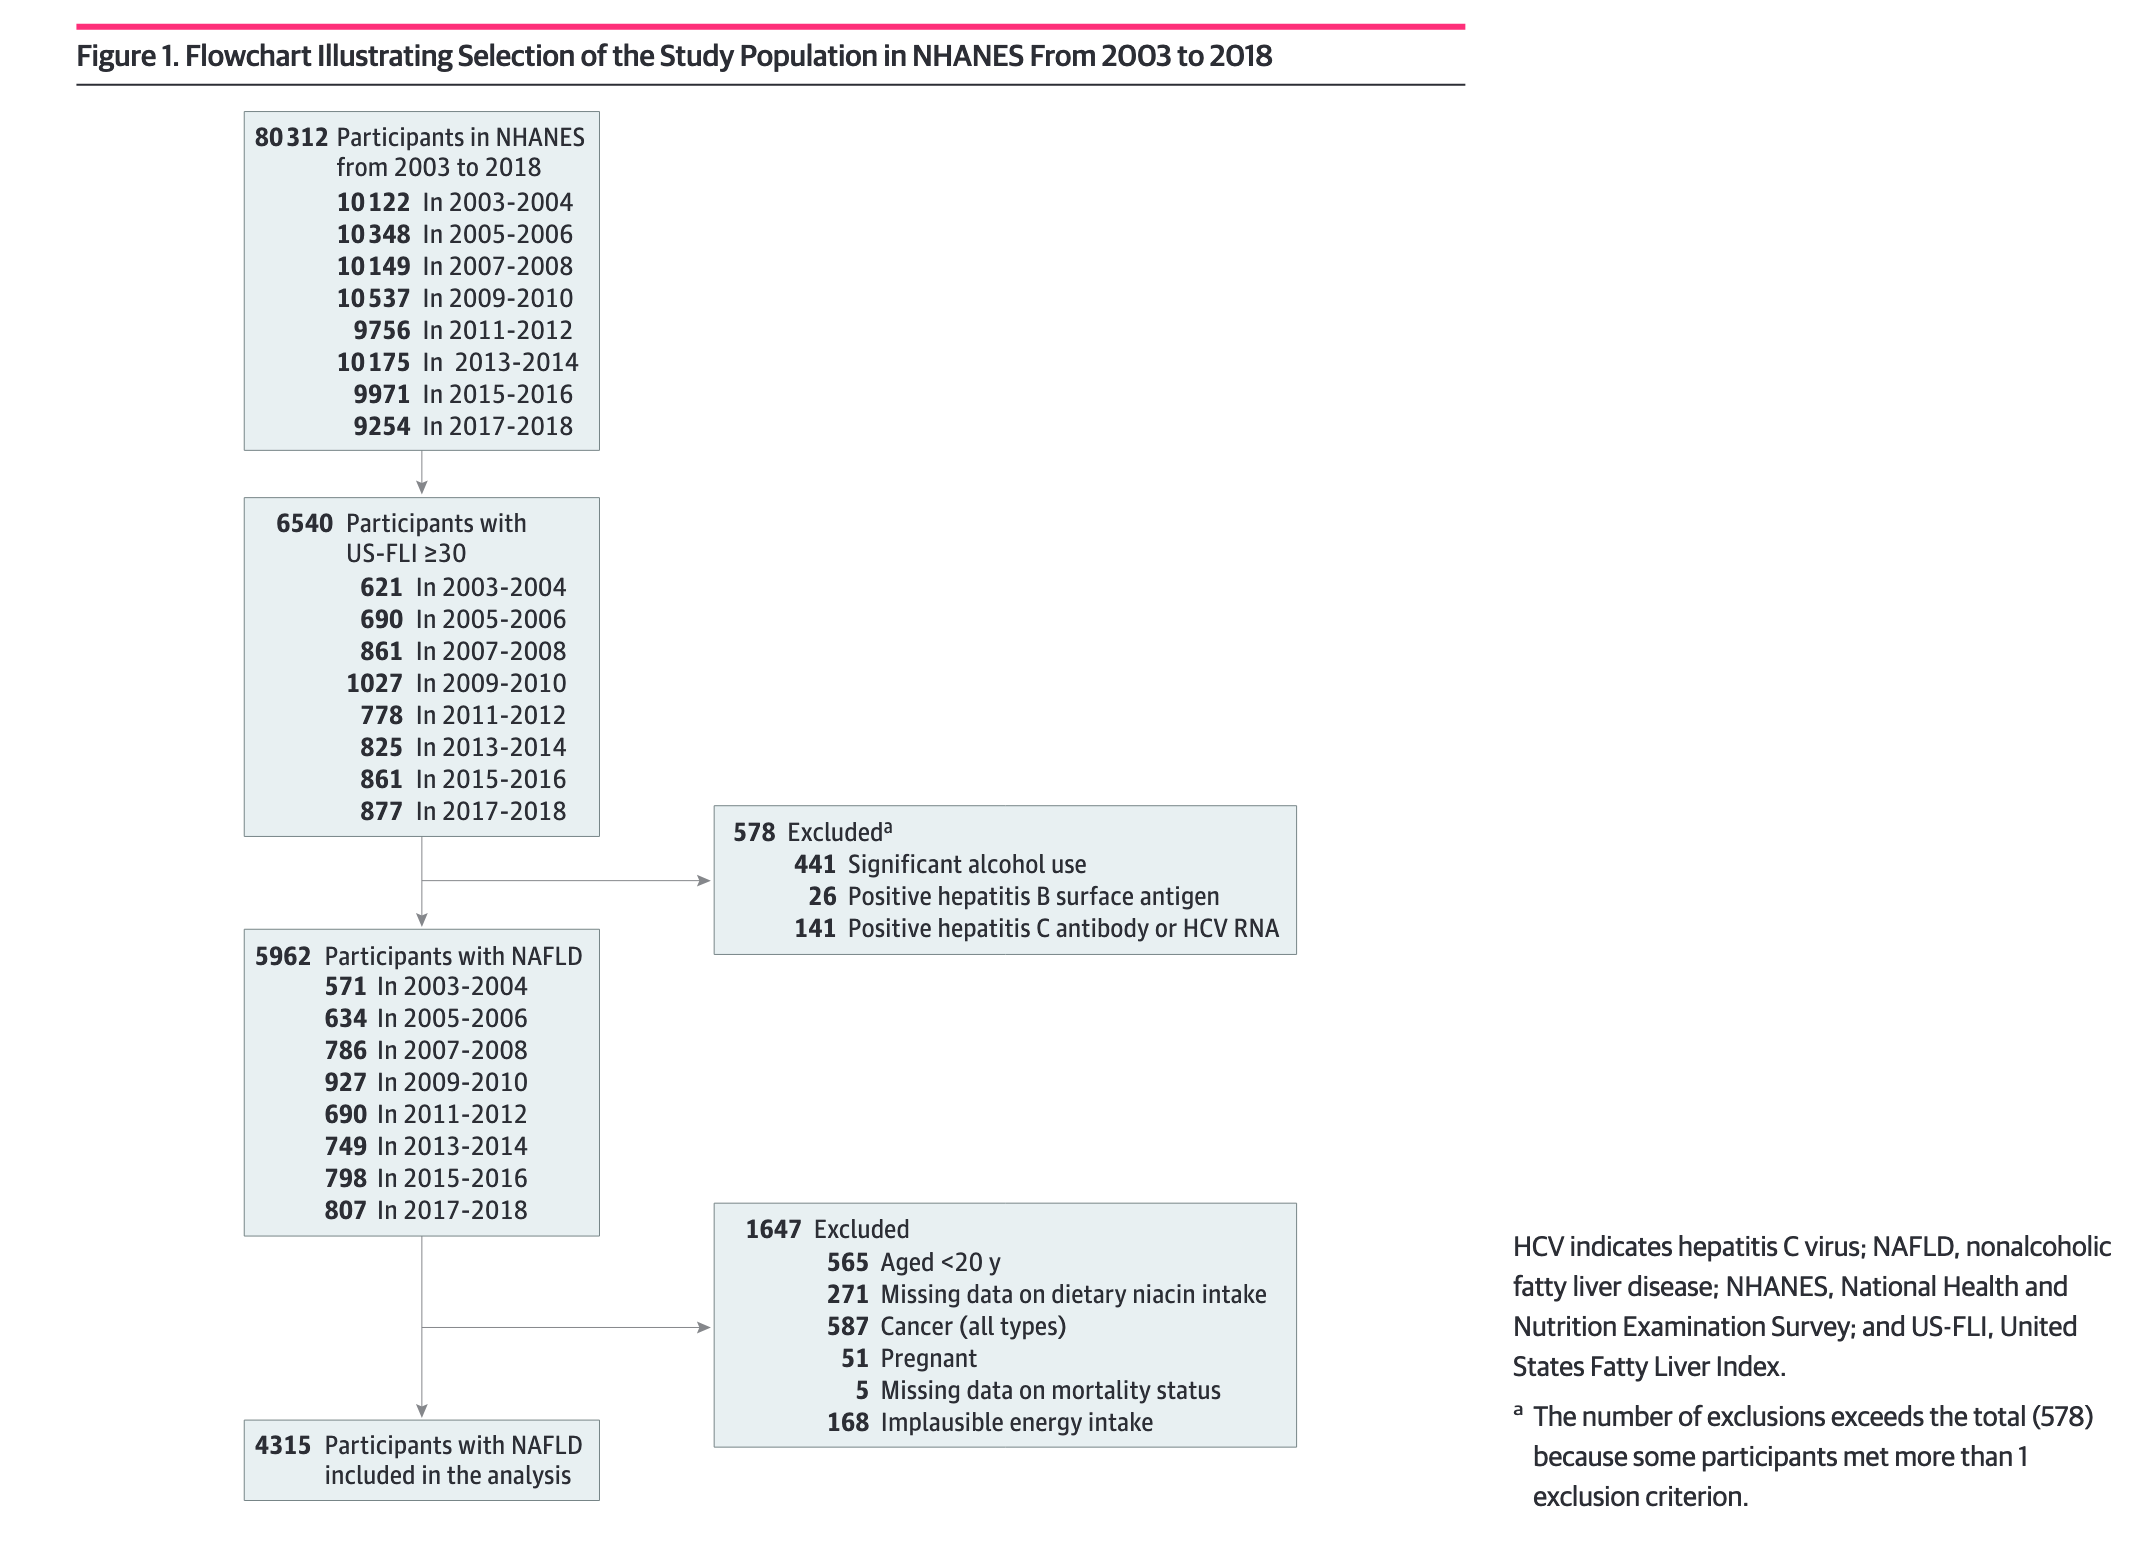 Figure 1. Flowchart Illustrating Selection of the Study Population in NHANES From 2003 to 2018
80 312 Participants in NHANES
from 2003 to 2018
10 122 In 2003-2004
10 348 In 2005-2006
10 149 In 2007-2008
10 537 In 2009-2010
9756 In 2011-2012
10 175 In 2013-2014
9971 In 2015-2016
9254 In 2017-2018
6540 Participants with
US-FLI ≥30
621 In 2003-2004
690 In 2005-2006
861 In 2007-2008
1027 In 2009-2010
778 In 2011-2012
825 In 2013-2014
861 In 2015-2016
877 In 2017-2018
578 Excludedᵃ
441 Significant alcohol use
26 Positive hepatitis B surface antigen
141 Positive hepatitis C antibody or HCV RNA
5962 Participants with NAFLD
571 In 2003-2004
634 In 2005-2006
786 In 2007-2008
927 In 2009-2010
690 In 2011-2012
749 In 2013-2014
798 In 2015-2016
807 In 2017-2018
1647 Excluded
565 Aged <20 y
271 Missing data on dietary niacin intake
587 Cancer (all types)
51 Pregnant
5 Missing data on mortality status
168 Implausible energy intake
4315 Participants with NAFLD
included in the analysis
HCV indicates hepatitis C virus; NAFLD, nonalcoholic
fatty liver disease; NHANES, National Health and
Nutrition Examination Survey; and US-FLI, United
States Fatty Liver Index.
ᵃ The number of exclusions exceeds the total (578)
because some participants met more than 1
exclusion criterion.